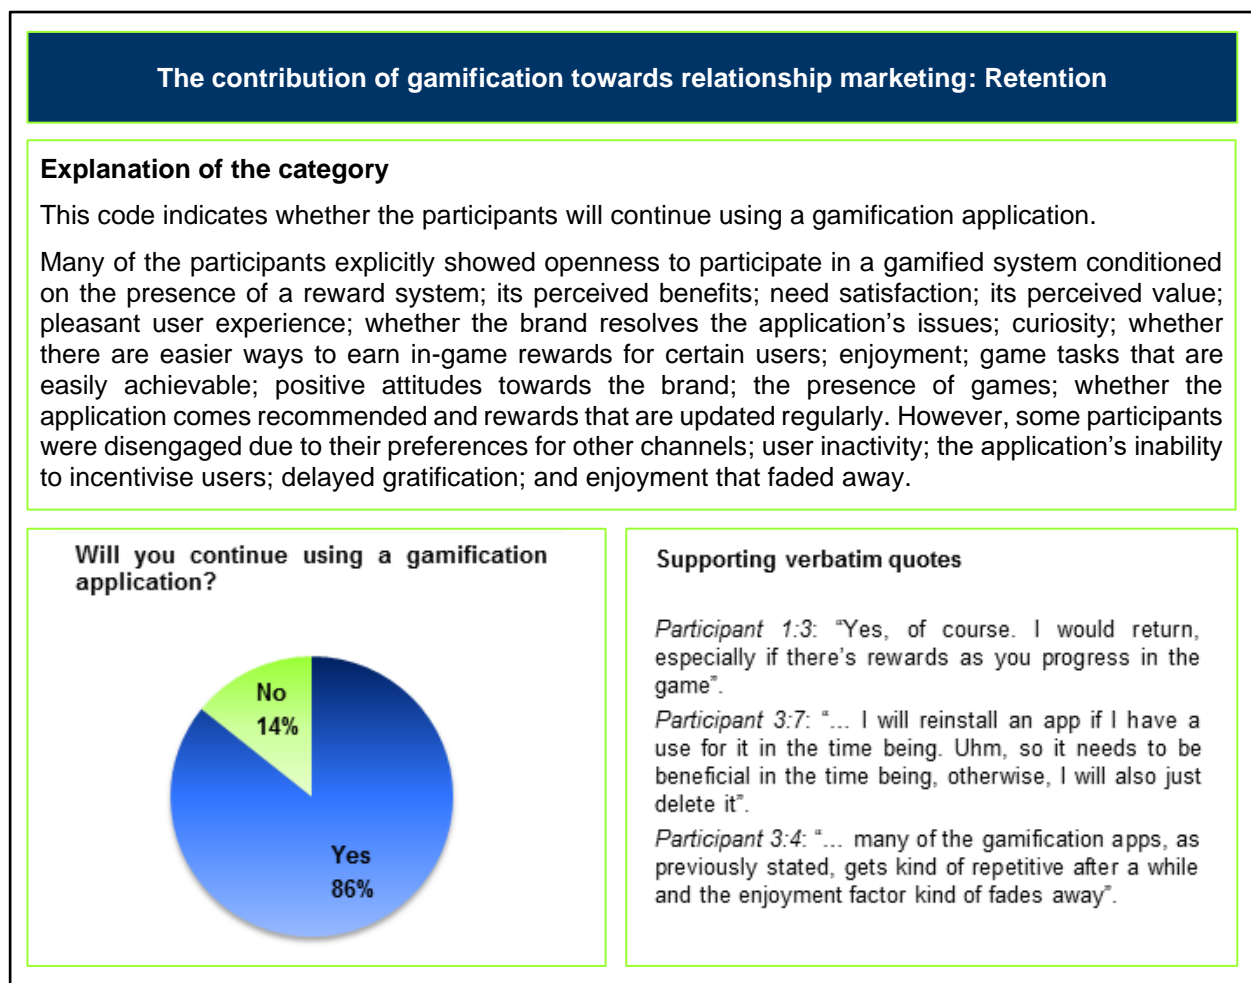 The contribution of gamification towards relationship marketing: Retention
Explanation of the category
This code indicates whether the participants will continue using a gamification application.
Many of the participants explicitly showed openness to participate in a gamified system conditioned
on the presence of a reward system; its perceived benefits; need satisfaction; its perceived value;
pleasant user experience; whether the brand resolves the application’s issues; curiosity; whether
there are easier ways to earn in-game rewards for certain users; enjoyment; game tasks that are
easily achievable; positive attitudes towards the brand; the presence of games; whether the
application comes recommended and rewards that are updated regularly. However, some participants
were disengaged due to their preferences for other channels; user inactivity; the application’s inability
to incentivise users; delayed gratification; and enjoyment that faded away.
Will you continue using a gamification
application?
No
14%
Yes
86%
Supporting verbatim quotes
Participant 1:3: “Yes, of course. I would return,
especially if there’s rewards as you progress in the
game”.
Participant 3:7: “… I will reinstall an app if I have a
use for it in the time being. Uhm, so it needs to be
beneficial in the time being, otherwise, I will also just
delete it”.
Participant 3:4: “… many of the gamification apps, as
previously stated, gets kind of repetitive after a while
and the enjoyment factor kind of fades away”.